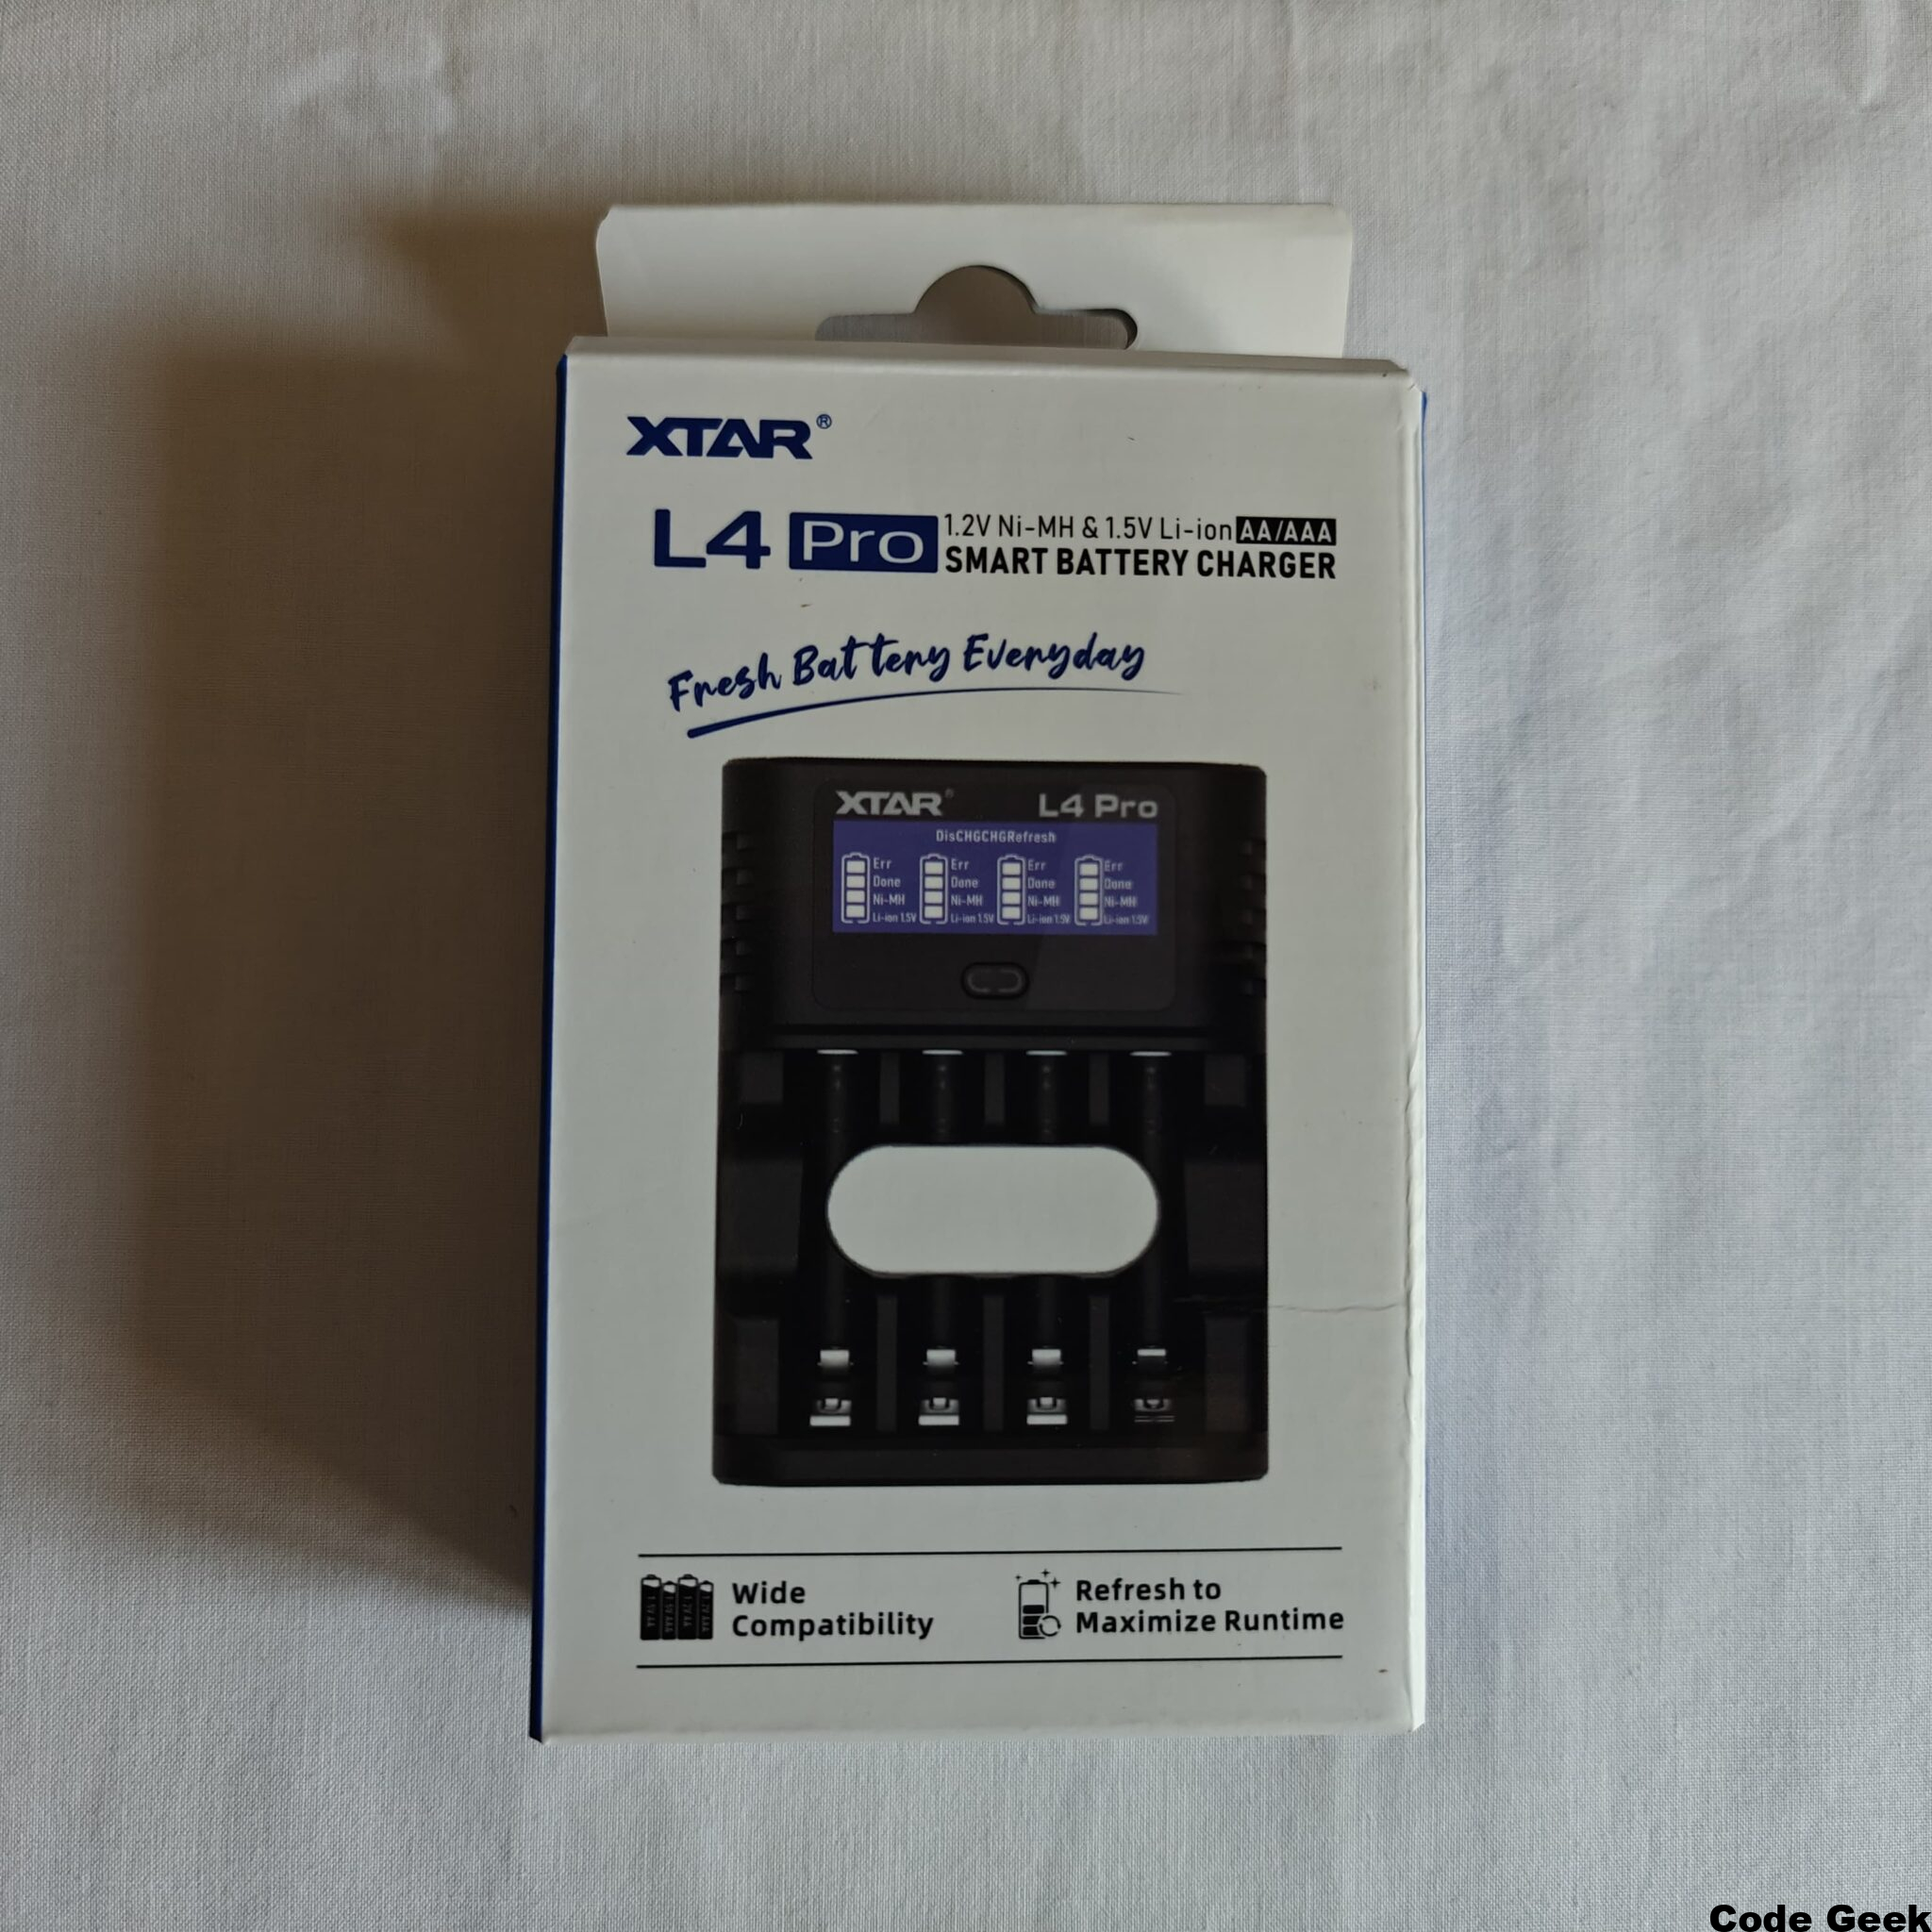 XTAR®
L4 Pro
1.2V Ni-MH & 1.5V Li-ion AA/AAA
SMART BATTERY CHARGER
Fresh Battery Everyday
XTAR® L4 Pro
DisCHGCHGRefresh
Err Err Err Err
Done Done Done Done
Ni-MH Ni-MH Ni-MH Ni-MH
Li-ion 1.5V Li-ion 1.5V Li-ion 1.5V Li-ion 1.5V
Wide
Compatibility
Refresh to
Maximize Runtime
Code Geek